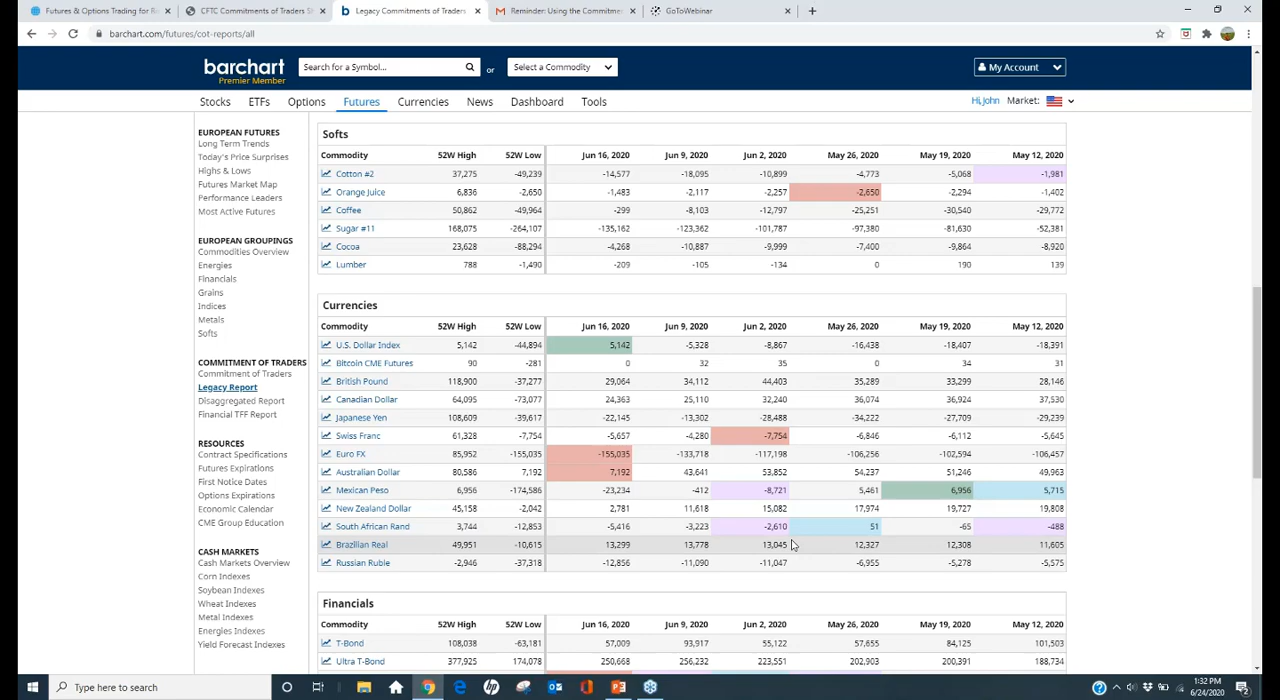 Futures & Options Trading for Ri
CFTC Commitments of Traders Sh
Legacy Commitments of Traders
Reminder: Using the Commitme
GoToWebinar
barchart.com/futures/cot-reports/all
barchart
Premier Member
Search for a Symbol...
or
Select a Commodity
My Account
Stocks ETFs Options Futures Currencies News Dashboard Tools
Hi, John Market:
EUROPEAN FUTURES
Long Term Trends
Today's Price Surprises
Highs & Lows
Futures Market Map
Performance Leaders
Most Active Futures
EUROPEAN GROUPINGS
Commodities Overview
Energies
Financials
Grains
Indices
Metals
Softs
COMMITMENT OF TRADERS
Commitment of Traders
Legacy Report
Disaggregated Report
Financial TFF Report
RESOURCES
Contract Specifications
Futures Expirations
First Notice Dates
Options Expirations
Economic Calendar
CME Group Education
CASH MARKETS
Cash Markets Overview
Corn Indexes
Soybean Indexes
Wheat Indexes
Metal Indexes
Energies Indexes
Yield Forecast Indexes
Softs
Commodity 52W High 52W Low Jun 16, 2020 Jun 9, 2020 Jun 2, 2020 May 26, 2020 May 19, 2020 May 12, 2020
Cotton #2 37,275 -49,239 -14,577 -18,095 -10,899 -4,773 -5,068 -1,981
Orange Juice 6,836 -2,650 -1,483 -2,117 -2,257 -2,650 -2,294 -1,402
Coffee 50,862 -49,964 -299 -8,103 -12,797 -25,251 -30,540 -29,772
Sugar #11 168,075 -264,107 -135,162 -123,362 -101,787 -97,380 -81,630 -52,381
Cocoa 23,628 -88,294 -4,268 -10,887 -9,999 -7,400 -9,864 -8,920
Lumber 788 -1,490 -209 -105 -134 0 190 139
Currencies
Commodity 52W High 52W Low Jun 16, 2020 Jun 9, 2020 Jun 2, 2020 May 26, 2020 May 19, 2020 May 12, 2020
U.S. Dollar Index 5,142 -44,894 5,142 -5,328 -8,867 -16,438 -18,407 -18,391
Bitcoin CME Futures 90 -281 0 32 35 0 34 31
British Pound 118,900 -37,277 29,064 34,112 44,403 35,289 33,299 28,146
Canadian Dollar 64,095 -73,077 24,363 25,110 32,240 36,074 36,924 37,530
Japanese Yen 108,609 -39,617 -22,145 -13,302 -28,488 -34,222 -27,709 -29,239
Swiss Franc 61,328 -7,754 -5,657 -4,280 -7,754 -6,846 -6,112 -5,645
Euro FX 85,952 -155,035 -155,035 -133,718 -117,198 -106,256 -102,594 -106,457
Australian Dollar 80,586 7,192 7,192 43,641 53,852 54,237 51,246 49,963
Mexican Peso 6,956 -174,586 -23,234 -412 -8,721 5,461 6,956 5,715
New Zealand Dollar 45,158 -2,042 2,781 11,618 15,082 17,974 19,727 19,808
South African Rand 3,744 -12,853 -5,416 -3,223 -2,610 51 -65 -488
Brazilian Real 49,951 -10,615 13,299 13,778 13,045 12,327 12,308 11,605
Russian Ruble -2,946 -37,318 -12,856 -11,090 -11,047 -6,955 -5,278 -5,575
Financials
Commodity 52W High 52W Low Jun 16, 2020 Jun 9, 2020 Jun 2, 2020 May 26, 2020 May 19, 2020 May 12, 2020
T-Bond 108,038 -63,181 57,009 93,917 55,122 57,655 84,125 101,503
Ultra T-Bond 377,925 174,078 250,668 256,232 223,551 202,903 200,391 188,734
Type here to search
1:32 PM
6/24/2020